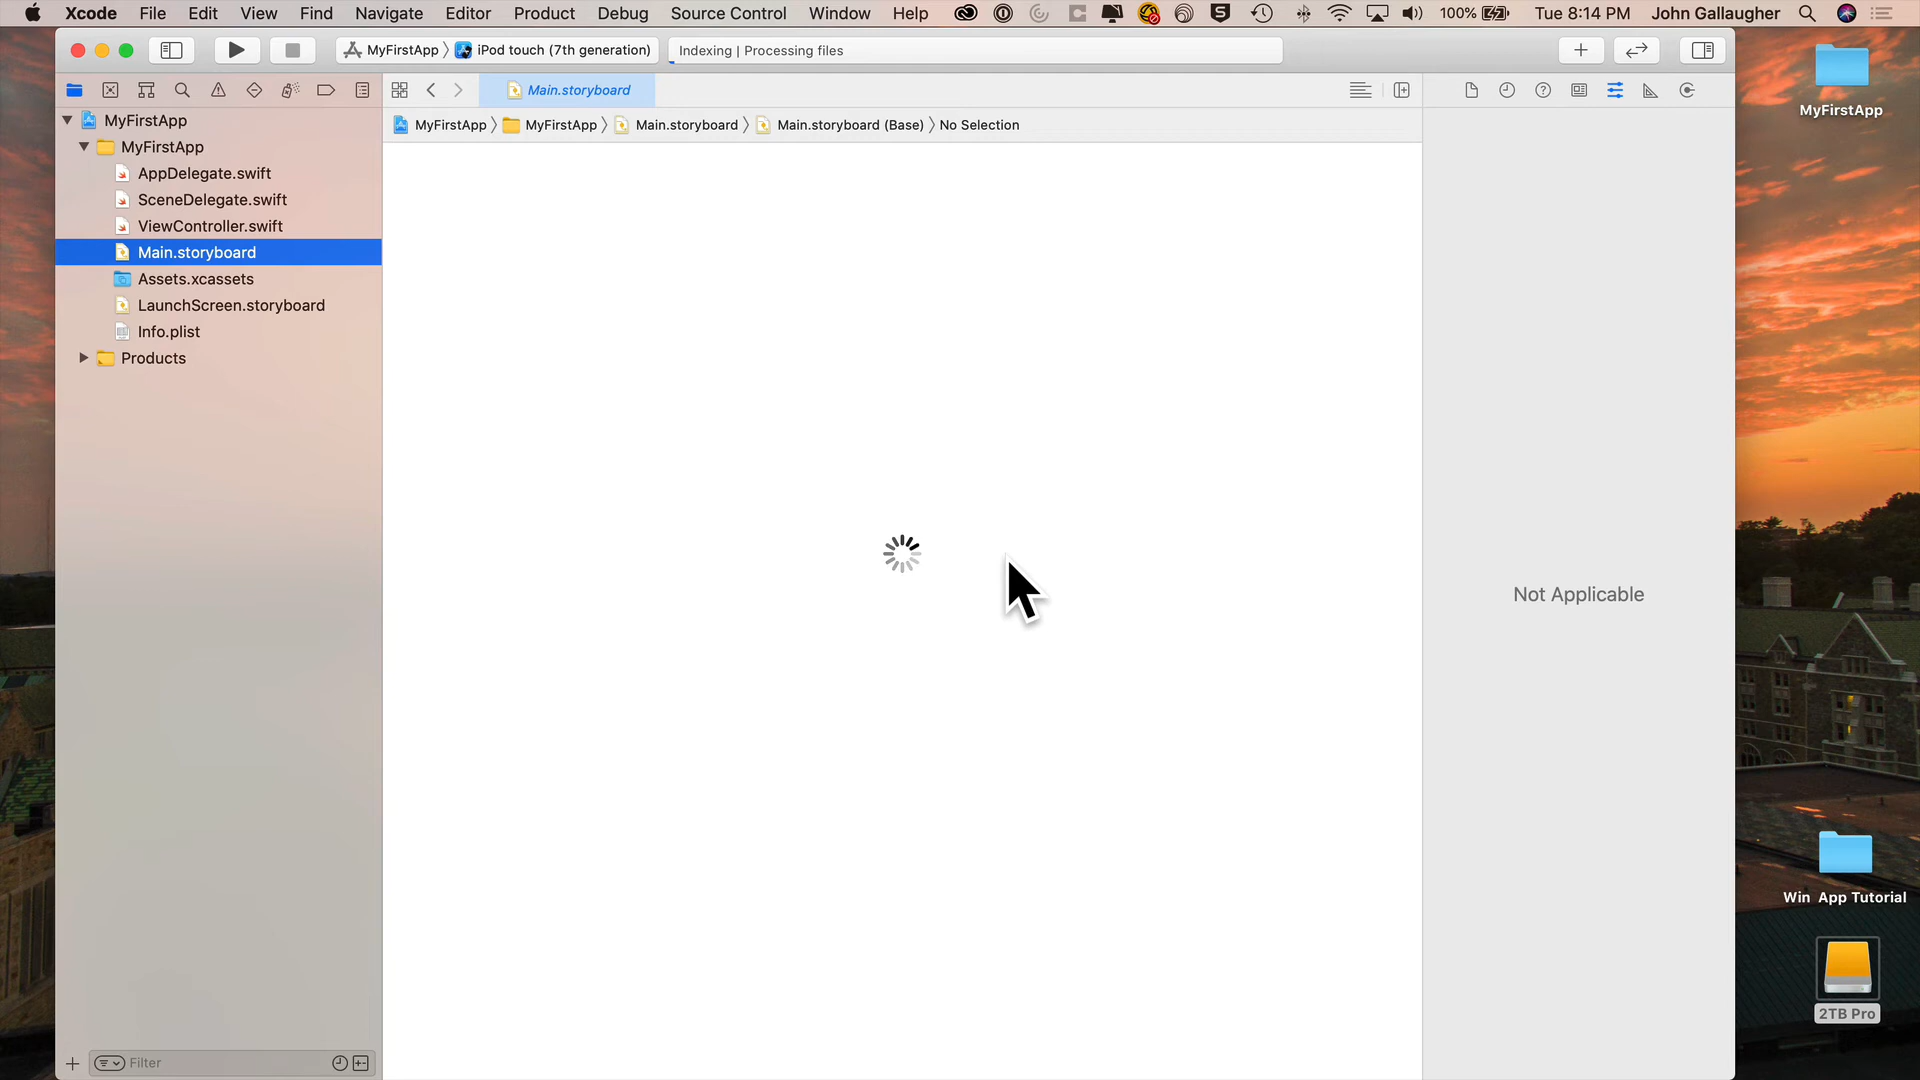 Xcode File Edit View Find Navigate Editor Product Debug Source Control Window Help 100% Tue 8:14 PM John Gallaugher
MyFirstApp iPod touch (7th generation) Indexing | Processing files
Main.storyboard
MyFirstApp MyFirstApp Main.storyboard Main.storyboard (Base) No Selection
MyFirstApp
MyFirstApp
AppDelegate.swift
SceneDelegate.swift
ViewController.swift
Main.storyboard
Assets.xcassets
LaunchScreen.storyboard
Info.plist
Products
Filter
Not Applicable
MyFirstApp
Win App Tutorial
2TB Pro